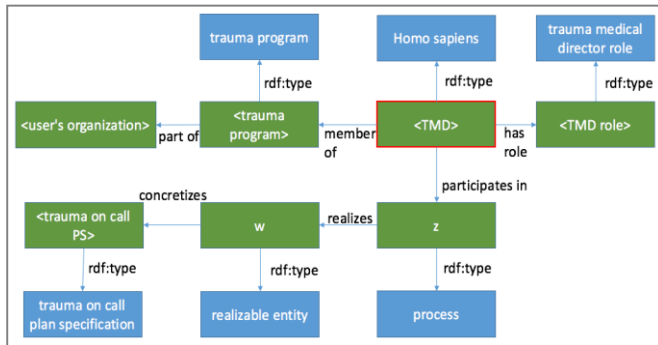 trauma program
Homo sapiens
trauma medical
director role
rdf:type
rdf:type
rdf:type
<user's organization>
part of
<trauma
program>
member
of
<TMD>
has
role
<TMD role>
participates in
concretizes
<trauma on call
PS>
w
realizes
z
rdf:type
rdf:type
rdf:type
trauma on call
plan specification
realizable entity
process